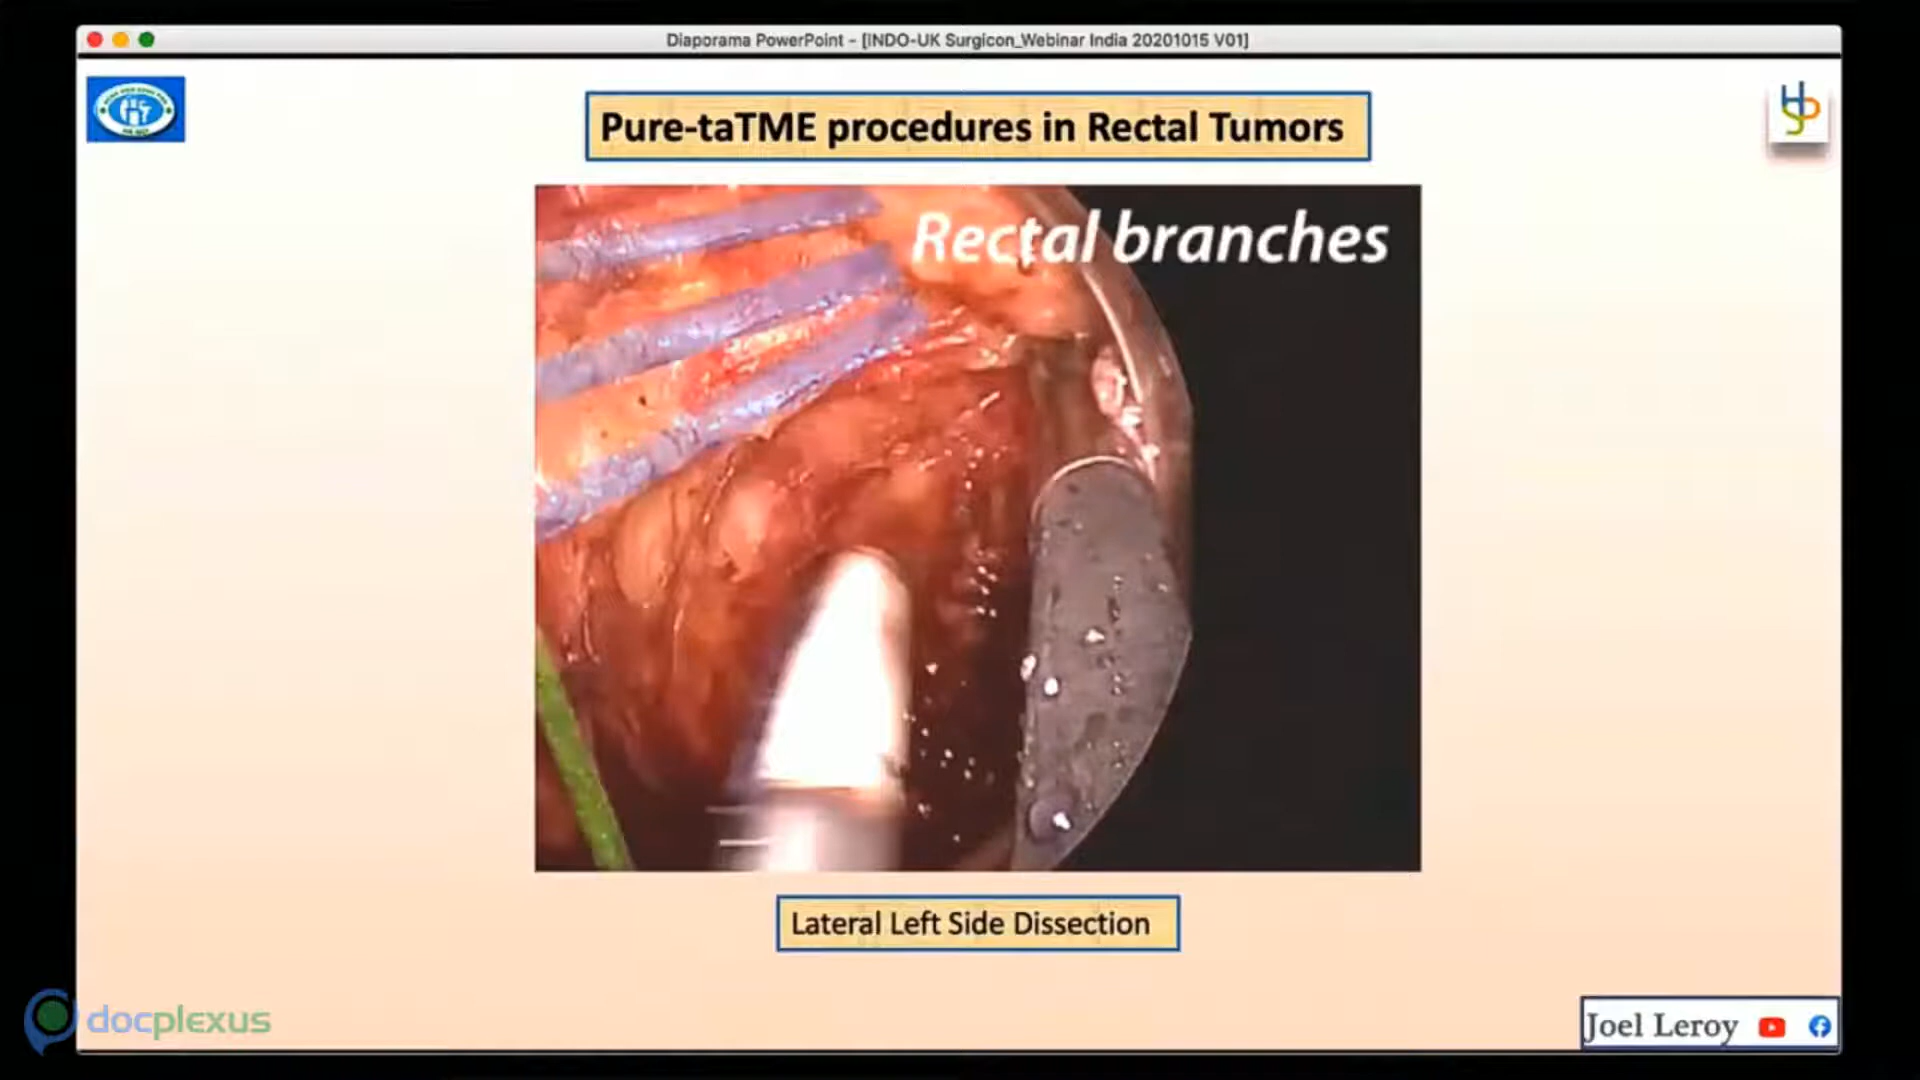 Diaporama PowerPoint - [INDO-UK Surgicon_Webinar India 20201015 V01]
Pure-taTME procedures in Rectal Tumors
Rectal branches
Lateral Left Side Dissection
docplexus
Joel Leroy